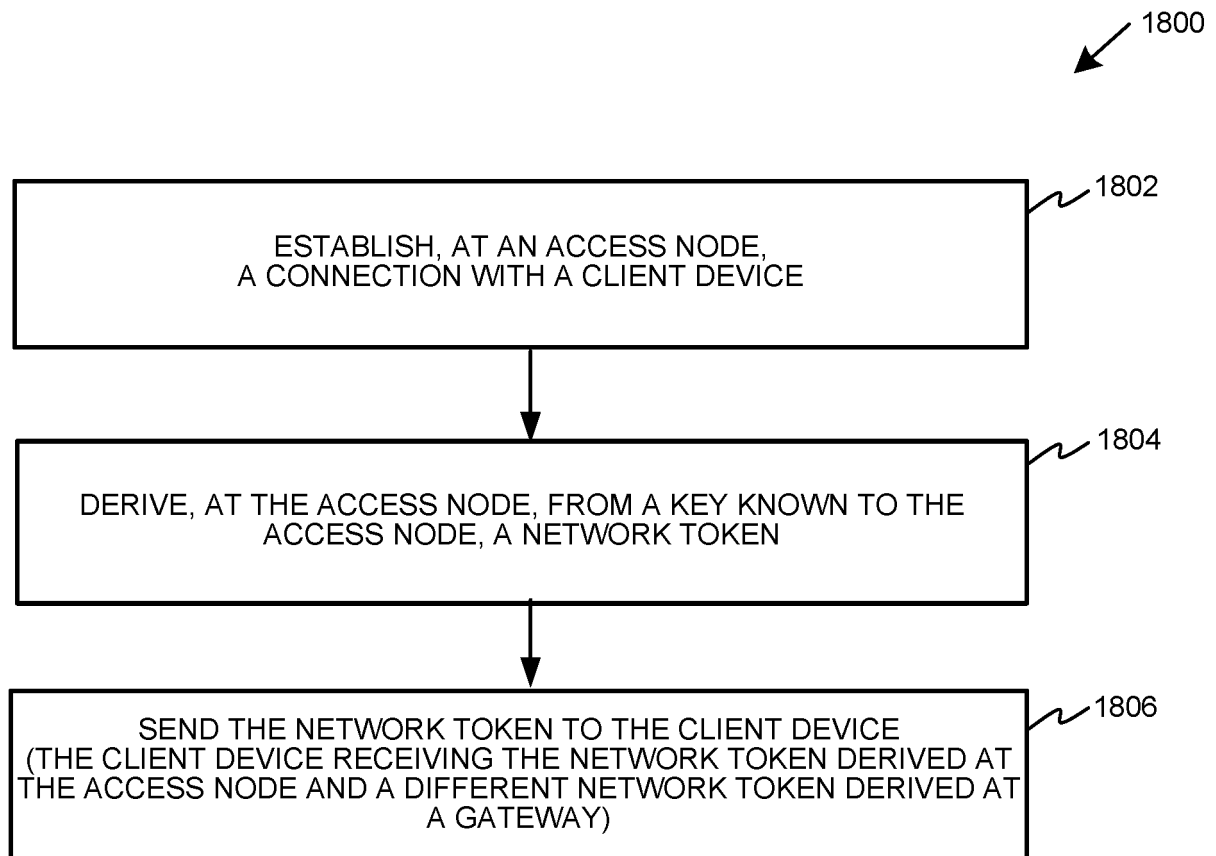 1800
1802
ESTABLISH, AT AN ACCESS NODE,
A CONNECTION WITH A CLIENT DEVICE
1804
DERIVE, AT THE ACCESS NODE, FROM A KEY KNOWN TO THE
ACCESS NODE, A NETWORK TOKEN
1806
SEND THE NETWORK TOKEN TO THE CLIENT DEVICE
(THE CLIENT DEVICE RECEIVING THE NETWORK TOKEN DERIVED AT
THE ACCESS NODE AND A DIFFERENT NETWORK TOKEN DERIVED AT
A GATEWAY)